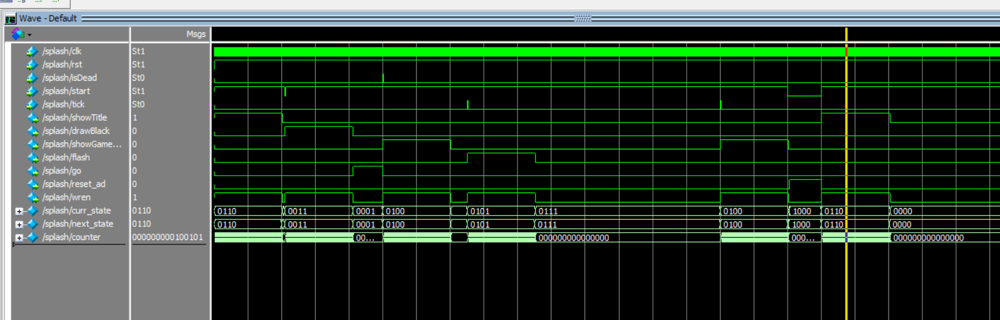 Wave - Default
Msgs
/splash/clk St1
/splash/rst St1
/splash/isDead St0
/splash/start St1
/splash/tick St0
/splash/showTitle 1
/splash/drawBlack 0
/splash/showGame... 0
/splash/flash 0
/splash/go 0
/splash/reset_ad 0
/splash/wren 1
/splash/curr_state 0110 0110 0011 0001 0100 0101 0111 0100 1000 0110 0000
/splash/next_state 0110 0110 0011 0001 0100 0101 0111 0100 1000 0110 0000
/splash/counter 000000000100101 00... 000000000000000 000... 000000000000000